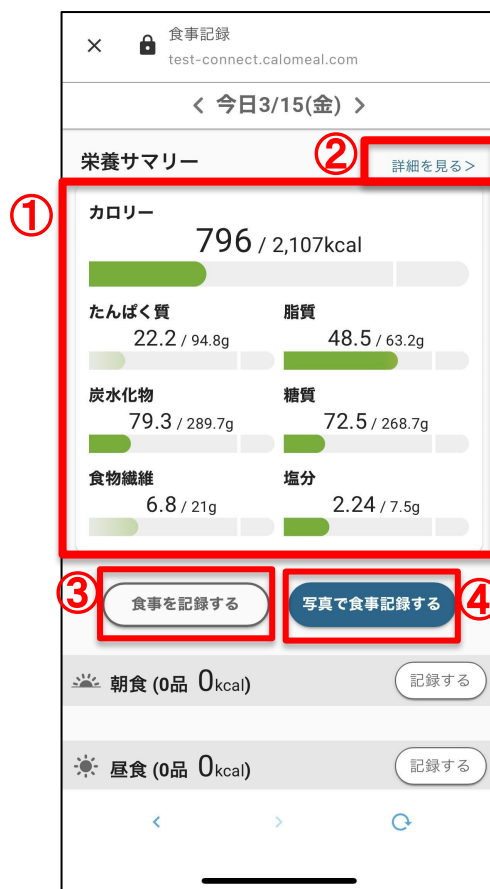 食事記録
test-connect.calomeal.com
今日3/15(金)
栄養サマリー
②
詳細を見る＞
①
カロリー
796 / 2,107kcal
たんぱく質 脂質
22.2 / 94.8g 48.5 / 63.2g
炭水化物 糖質
79.3 / 289.7g 72.5 / 268.7g
食物繊維 塩分
6.8 / 21g 2.24 / 7.5g
③ 食事を記録する 写真で食事記録する ④
朝食 (0品 0kcal) 記録する
昼食 (0品 0kcal) 記録する